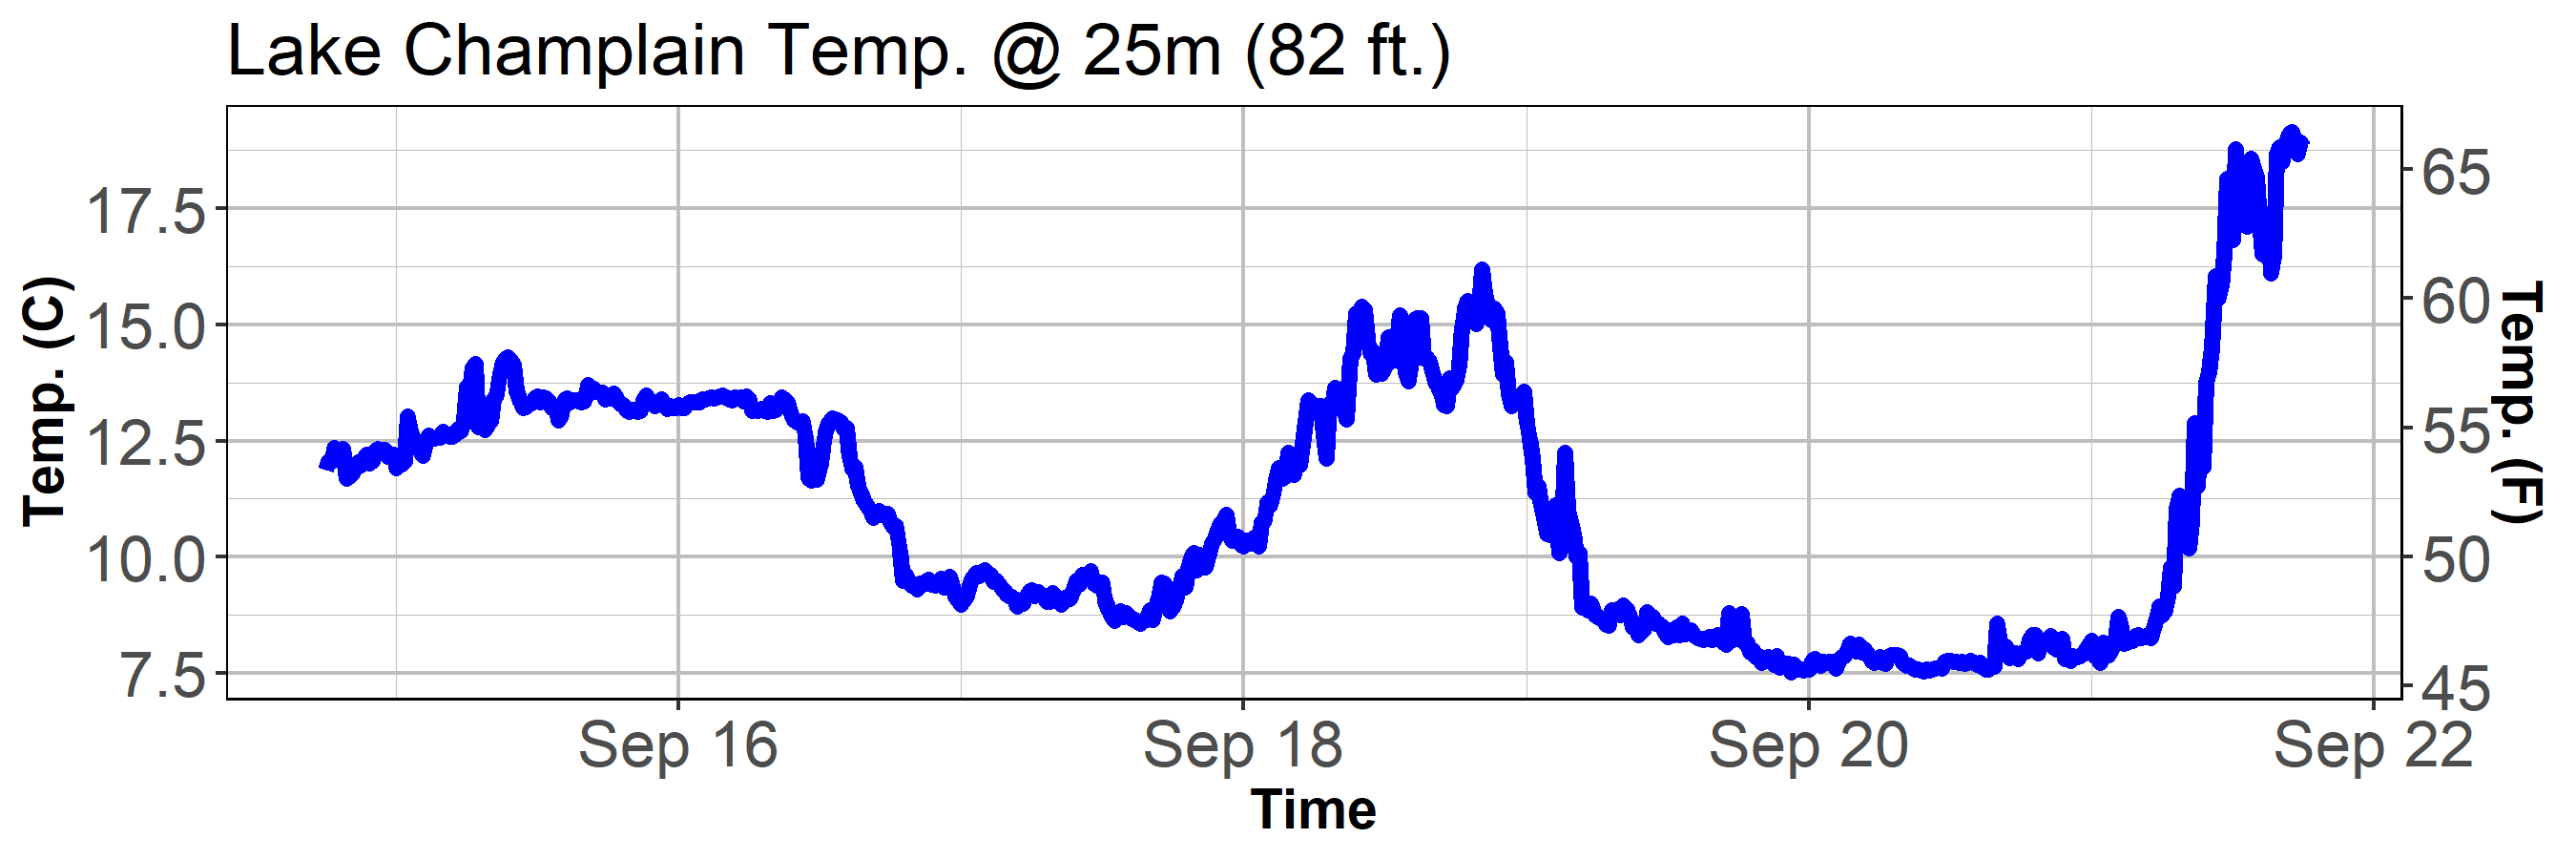 Lake Champlain Temp. @ 25m (82 ft.)
Temp. (C)
17.5
15.0
12.5
10.0
7.5
65
60
55
50
45
Temp. (F)
Sep 16 Sep 18 Sep 20 Sep 22
Time